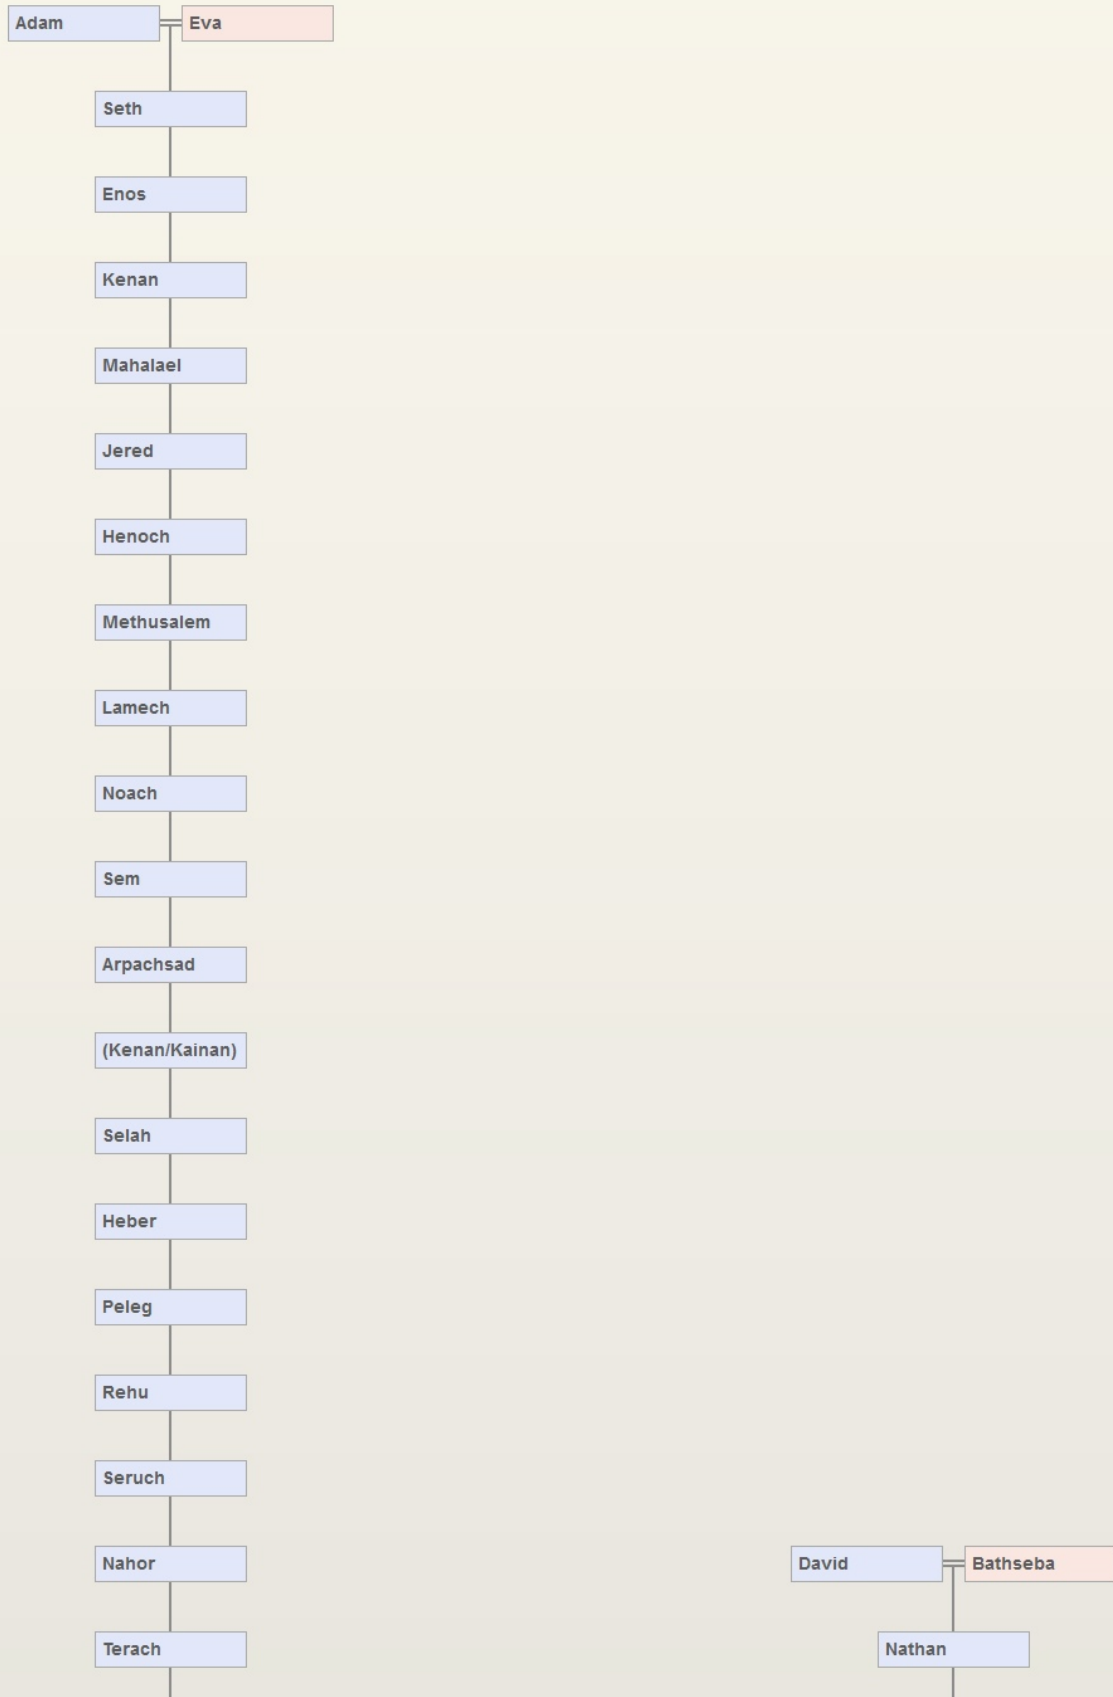 Adam
Eva
Seth
Enos
Kenan
Mahalael
Jered
Henoch
Methusalem
Lamech
Noach
Sem
Arpachsad
(Kenan/Kainan)
Selah
Heber
Peleg
Rehu
Seruch
Nahor
David
Bathseba
Terach
Nathan